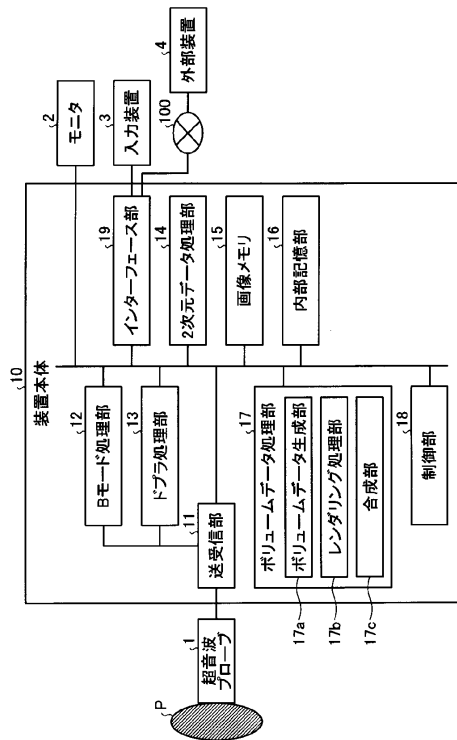 10
装置本体
P
1
超音波
プローブ
11
送受信部
12
Bモード処理部
13
ドプラ処理部
17
ボリュームデータ処理部
17a
ボリュームデータ生成部
17b
レンダリング処理部
17c
合成部
18
制御部
19
インターフェース部
14
2次元データ処理部
15
画像メモリ
16
内部記憶部
2
モニタ
3
入力装置
100
4
外部装置